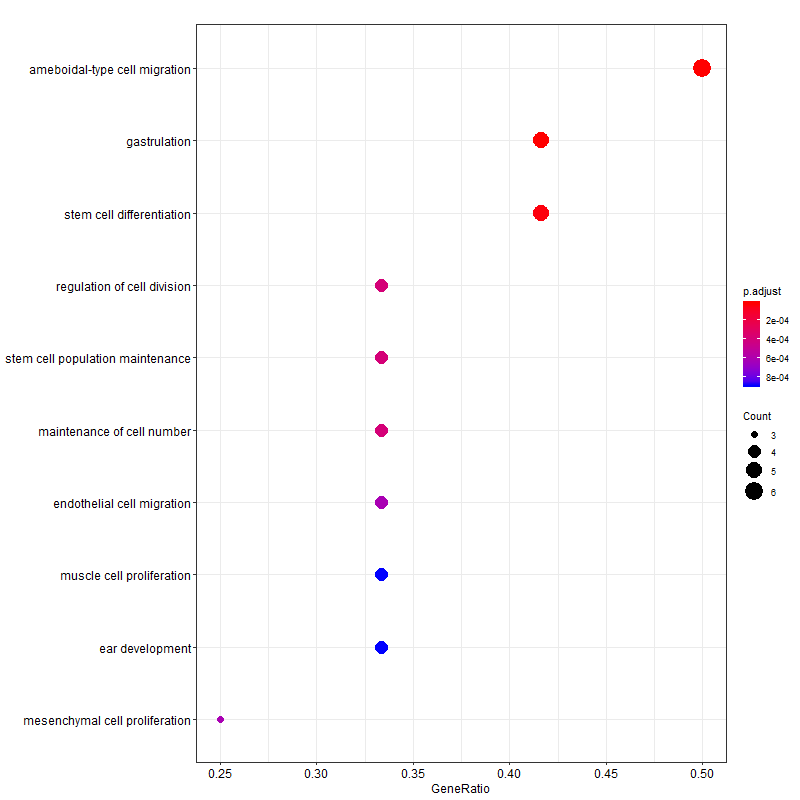 ameboidal-type cell migration
gastrulation
stem cell differentiation
regulation of cell division
stem cell population maintenance
maintenance of cell number
endothelial cell migration
muscle cell proliferation
ear development
mesenchymal cell proliferation
0.25 0.30 0.35 0.40 0.45 0.50
GeneRatio
p.adjust
2e-04
4e-04
6e-04
8e-04
Count
3
4
5
6